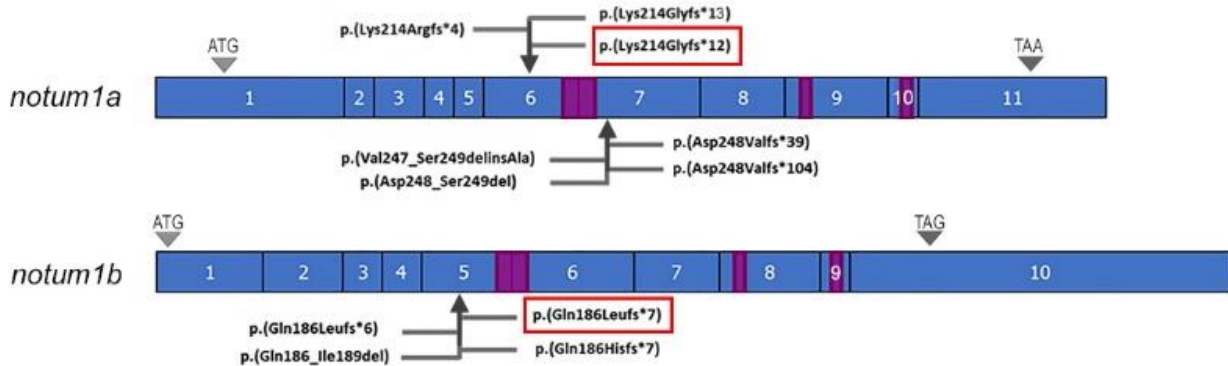 p.(Lys214Glyfs*13)
p.(Lys214Argfs*4)
p.(Lys214Glyfs*12)
ATG
TAA
notum1a
1 2 3 4 5 6 7 8 9 10 11
p.(Asp248Valfs*39)
p.(Val247_Ser249delinsAla)
p.(Asp248Valfs*104)
p.(Asp248_Ser249del)
ATG
TAG
notum1b
1 2 3 4 5 6 7 8 9 10
p.(Gln186Leufs*7)
p.(Gln186Leufs*6)
p.(Gln186_Ile189del)
p.(Gln186Hisfs*7)